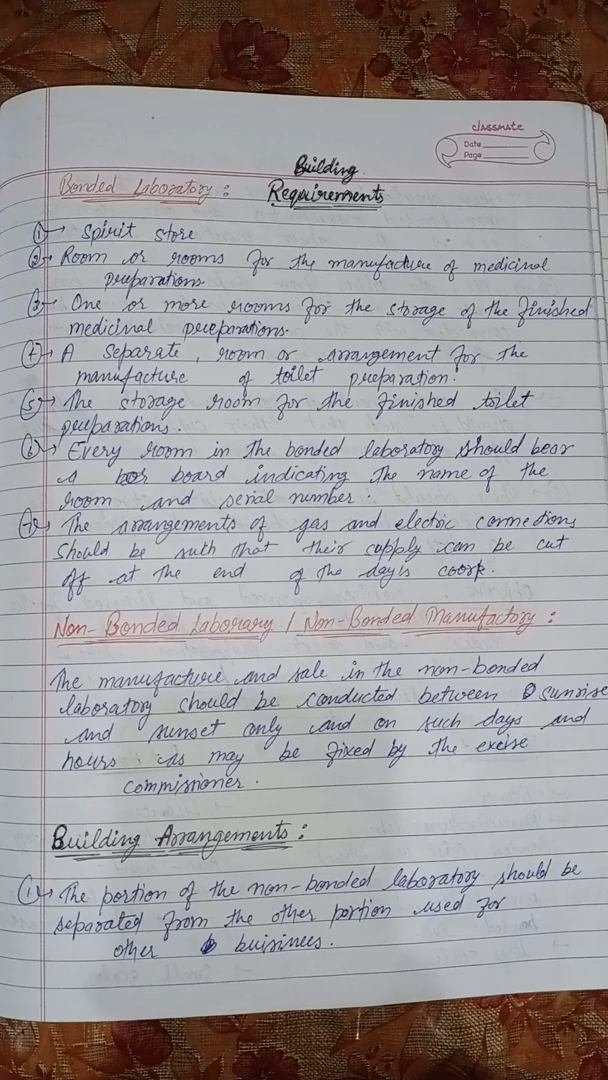 classmate
Date
Page
Building
Bonded Laboratory : Requirements
① → Spirit store
② → Room or rooms for the manufacture of medicinal
preparations.
③ → One or more rooms for the storage of the finished
medicinal preparations.
④ → A separate, room or arrangement for the
manufacture of toilet preparation.
⑤ → The storage room for the finished toilet
preparations.
⑥ → Every room in the bonded laboratory should bear
a board indicating the name of the
room and serial number.
⑦ → The arrangements of gas and electric connections
should be such that their supply can be cut
off at the end of the day's
Non-Bonded Laborary / Non-Bonded Manufactory :
The manufacture and sale in the non-bonded
laboratory should be conducted between sunrise
and sunset only and on such days and
hours as may be fixed by the excise
commissioner.
Building Arrangements :
① → The portion of the non-bonded laboratory should be
separated from the other portion used for
other buisinees.